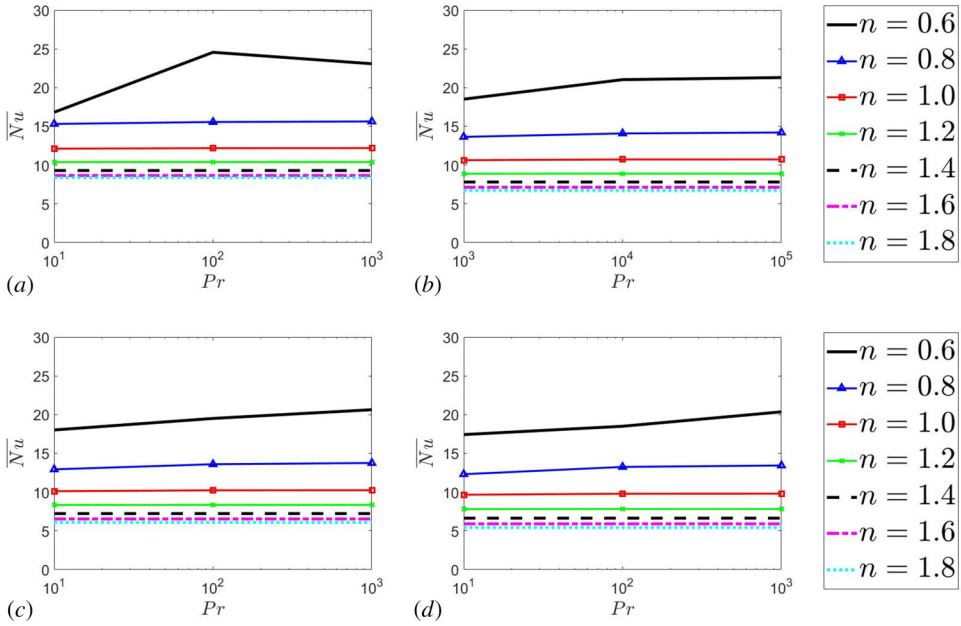 30
25
20
15
10
5
0
\overline{Nu}
10^1
10^2
10^3
Pr
(a)
30
25
20
15
10
5
0
\overline{Nu}
10^3
10^4
10^5
Pr
(b)
n = 0.6
n = 0.8
n = 1.0
n = 1.2
n = 1.4
n = 1.6
n = 1.8
30
25
20
15
10
5
0
\overline{Nu}
10^1
10^2
10^3
Pr
(c)
30
25
20
15
10
5
0
\overline{Nu}
10^1
10^2
10^3
Pr
(d)
n = 0.6
n = 0.8
n = 1.0
n = 1.2
n = 1.4
n = 1.6
n = 1.8